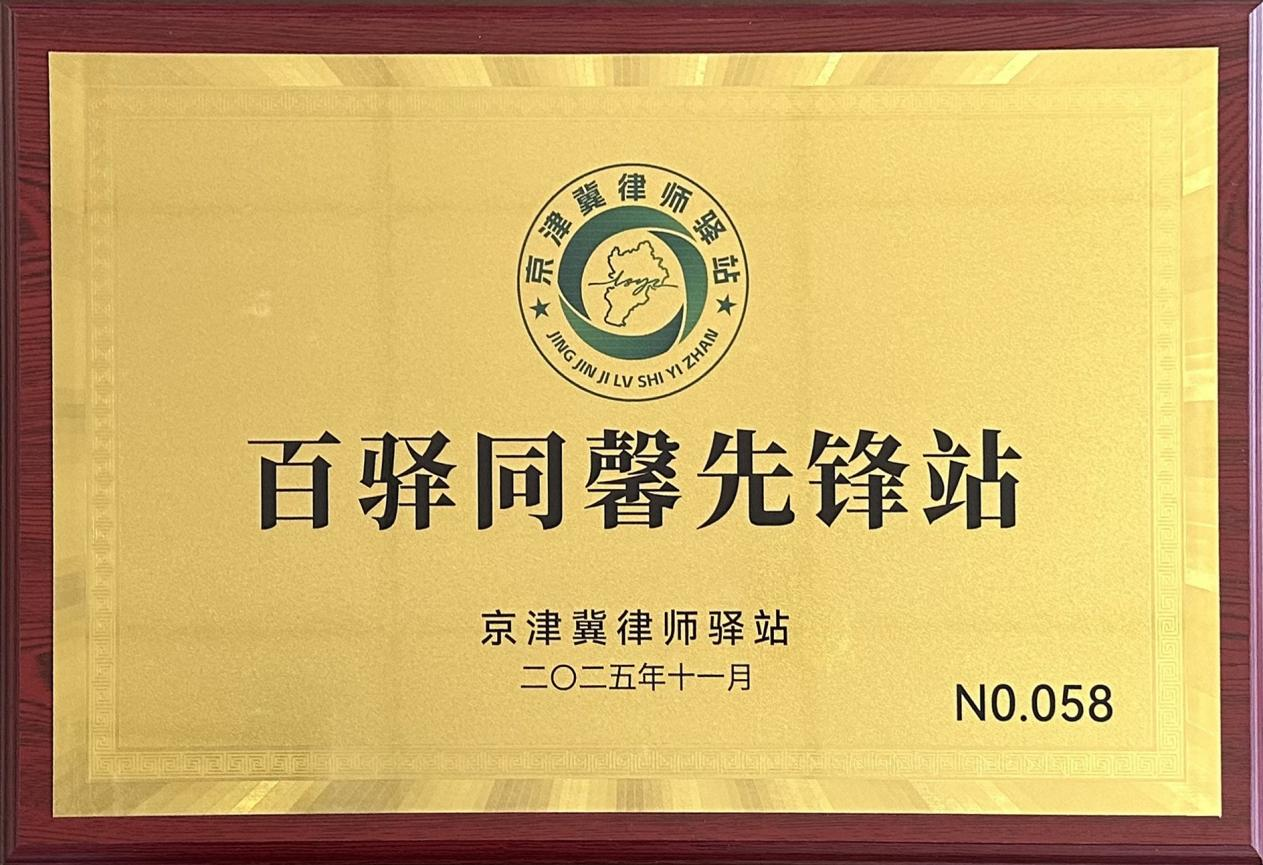 京津冀律师驿站
JING JIN JI LV SHI YI ZHAN
百驿同馨先锋站
京津冀律师驿站
二〇二五年十一月
N0.058